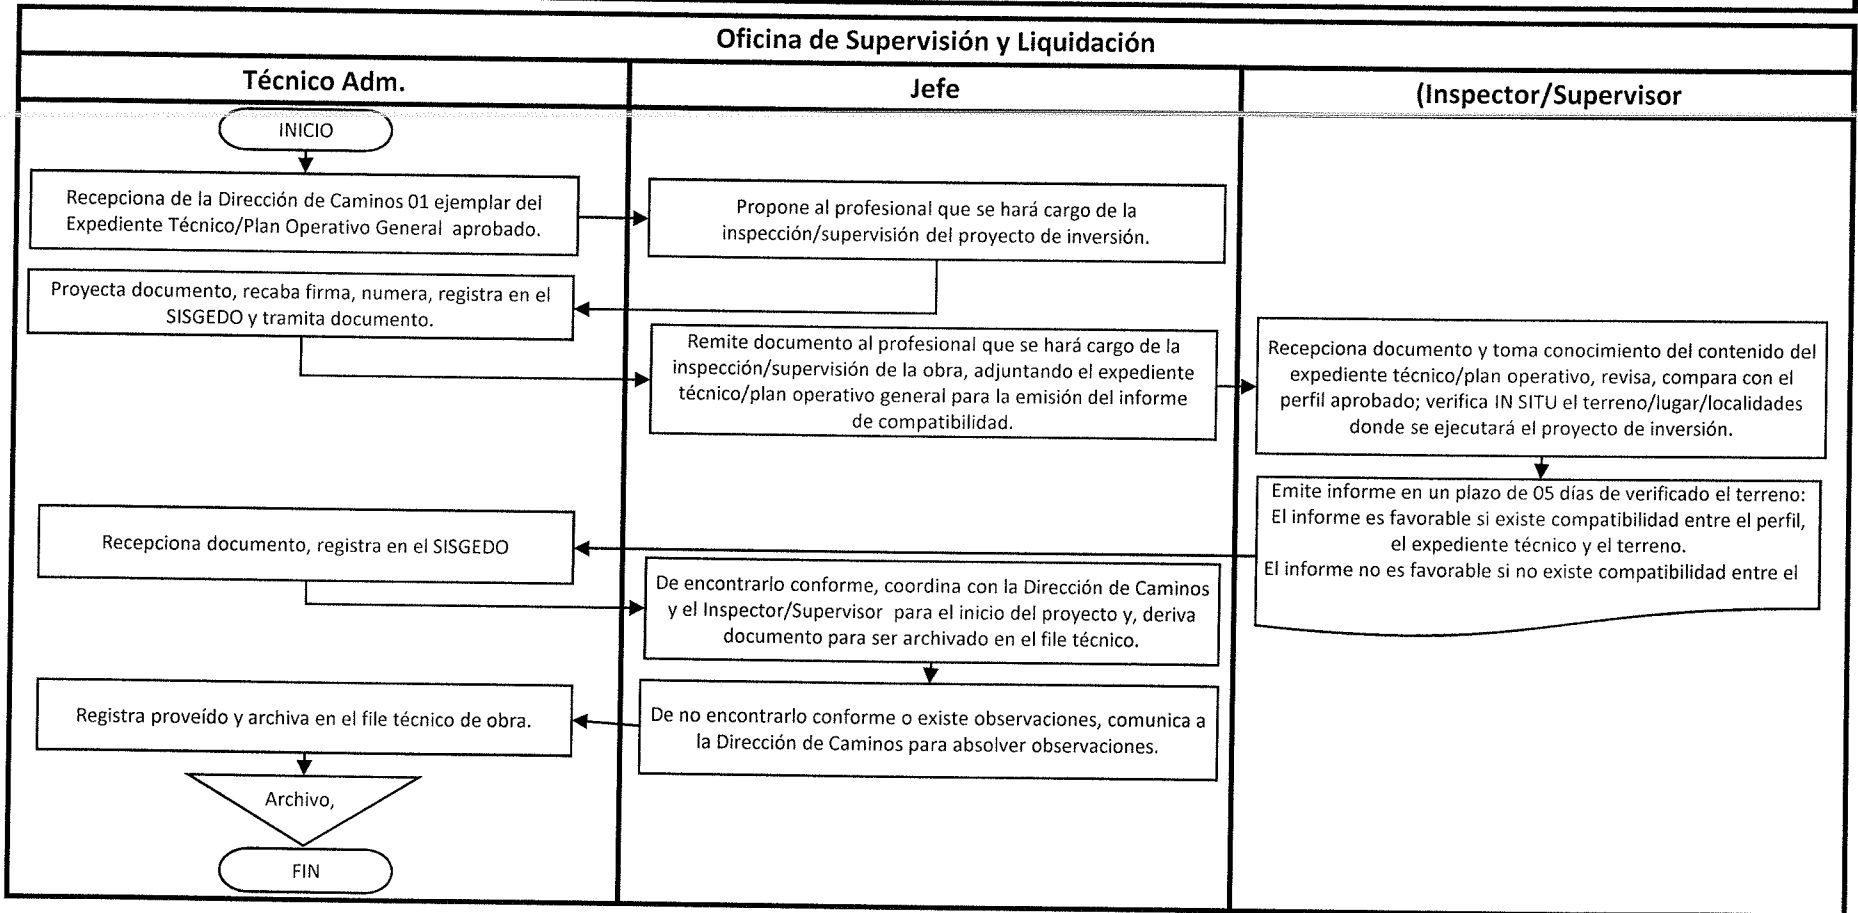 Oficina de Supervisión y Liquidación
Técnico Adm.
Jefe
(Inspector/Supervisor
INICIO
Recepciona de la Dirección de Caminos 01 ejemplar del
Expediente Técnico/Plan Operativo General aprobado.
Propone al profesional que se hará cargo de la
inspección/supervisión del proyecto de inversión.
Proyecta documento, recaba firma, numera, registra en el
SISGEDO y tramita documento.
Remite documento al profesional que se hará cargo de la
inspección/supervisión de la obra, adjuntando el expediente
técnico/plan operativo general para la emisión del informe
de compatibilidad.
Recepciona documento y toma conocimiento del contenido del
expediente técnico/plan operativo, revisa, compara con el
perfil aprobado; verifica IN SITU el terreno/lugar/localidades
donde se ejecutará el proyecto de inversión.
Emite informe en un plazo de 05 días de verificado el terreno:
El informe es favorable si existe compatibilidad entre el perfil,
el expediente técnico y el terreno.
El informe no es favorable si no existe compatibilidad entre el
Recepciona documento, registra en el SISGEDO
De encontrarlo conforme, coordina con la Dirección de Caminos
y el Inspector/Supervisor para el inicio del proyecto y, deriva
documento para ser archivado en el file técnico.
De no encontrarlo conforme o existe observaciones, comunica a
la Dirección de Caminos para absolver observaciones.
Registra proveído y archiva en el file técnico de obra.
Archivo,
FIN